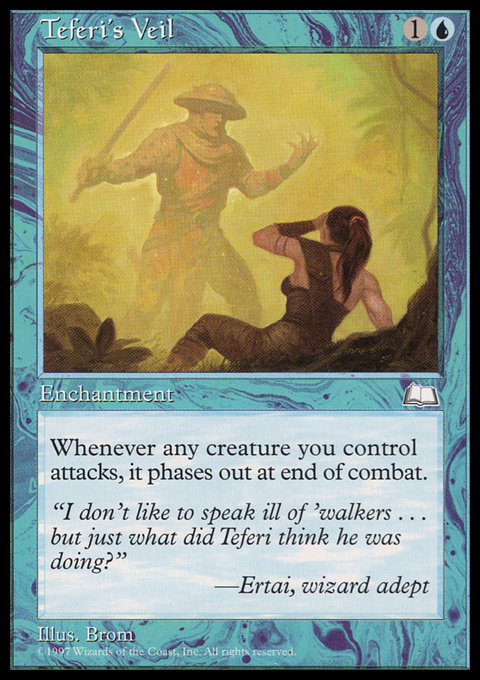 Teferi's Veil
1
Enchantment
Whenever any creature you control
attacks, it phases out at end of combat.
“I don't like to speak ill of 'walkers . . .
but just what did Teferi think he was
doing?”
—Ertai, wizard adept
Illus. Brom
©1997 Wizards of the Coast, Inc. All rights reserved.